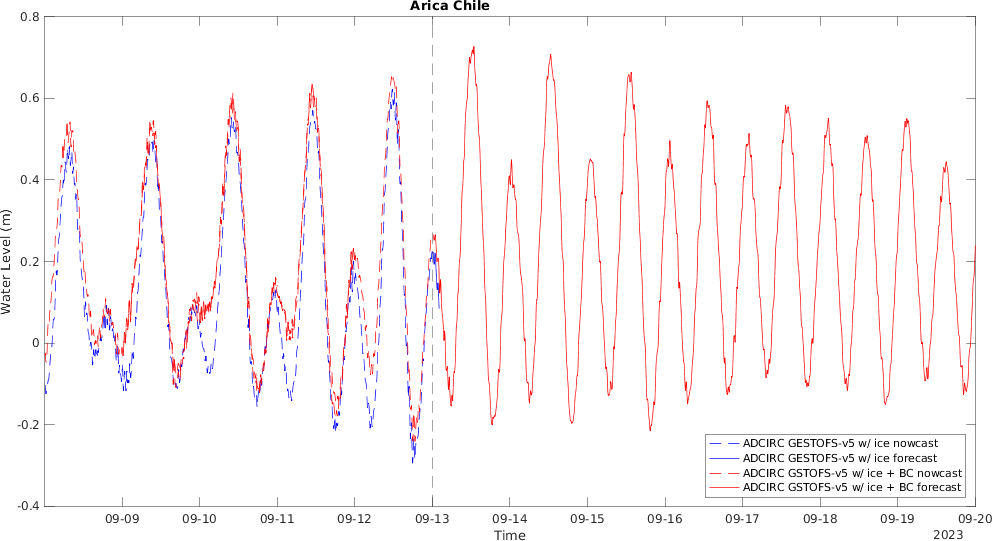 Arica Chile
0.8
0.6
0.4
0.2
0
-0.2
-0.4
Water Level (m)
ADCIRC GESTOFS-v5 w/ ice nowcast
ADCIRC GESTOFS-v5 w/ ice forecast
ADCIRC GSTOFS-v5 w/ ice + BC nowcast
ADCIRC GSTOFS-v5 w/ ice + BC forecast
09-09 09-10 09-11 09-12 09-13 09-14 09-15 09-16 09-17 09-18 09-19 09-20
Time
2023